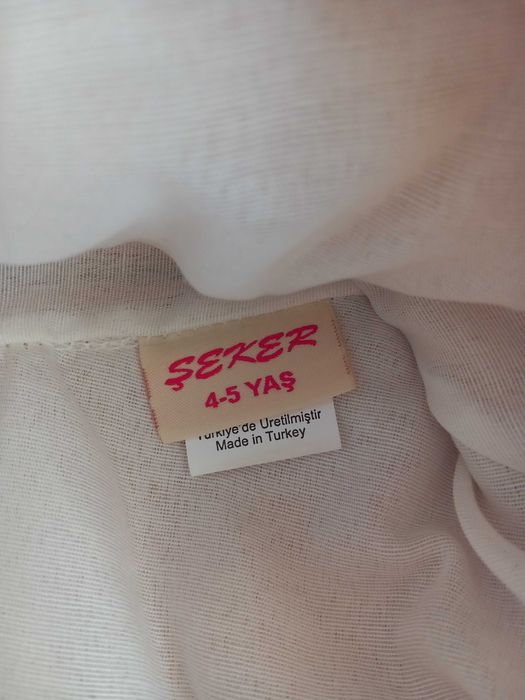 ŞEKER
4-5 YAŞ
Türkiye'de Üretilmiştir
Made in Turkey